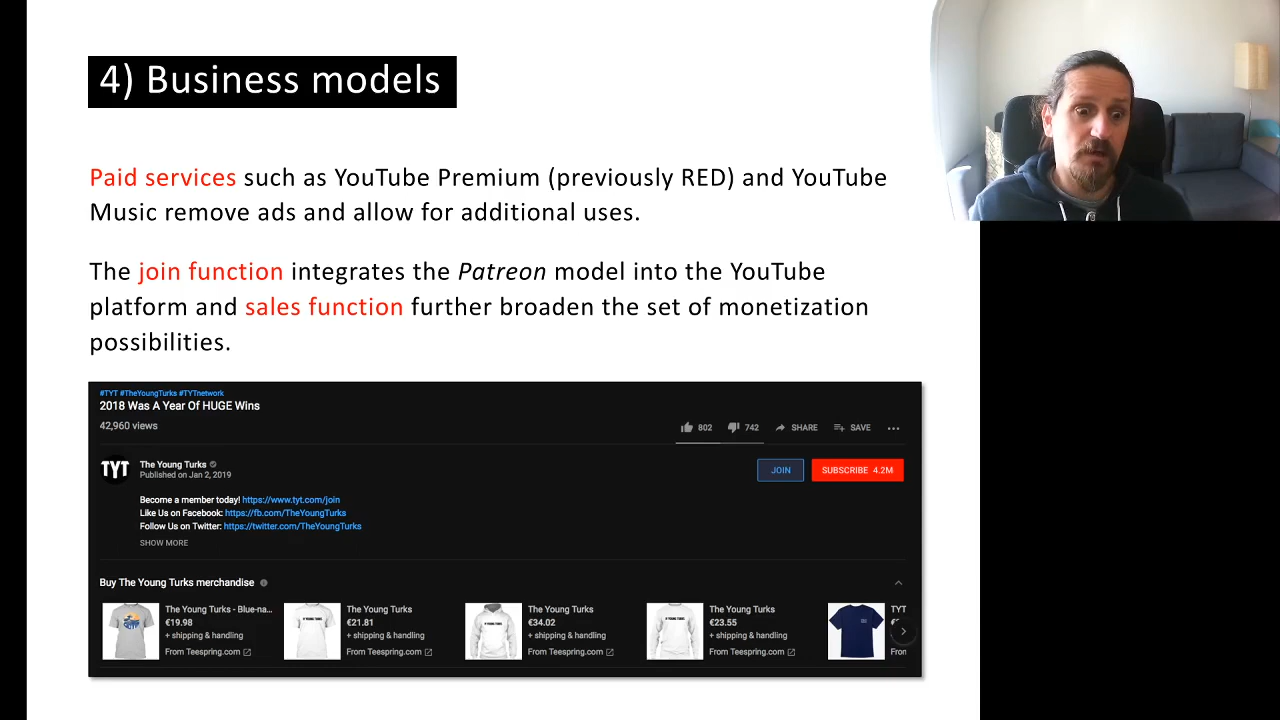 4) Business models
Paid services such as YouTube Premium (previously RED) and YouTube
Music remove ads and allow for additional uses.
The join function integrates the Patreon model into the YouTube
platform and sales function further broaden the set of monetization
possibilities.
#TYT #TheYoungTurks #TYTnetwork
2018 Was A Year Of HUGE Wins
42,960 views
802 742 SHARE SAVE
TYT
The Young Turks
Published on Jan 2, 2019
JOIN
SUBSCRIBE 4.2M
Become a member today! https://www.tyt.com/join
Like Us on Facebook: https://fb.com/TheYoungTurks
Follow Us on Twitter: https://twitter.com/TheYoungTurks
SHOW MORE
Buy The Young Turks merchandise
The Young Turks - Blue-na...
€19.98
+ shipping & handling
From Teespring.com
The Young Turks
€21.81
+ shipping & handling
From Teespring.com
The Young Turks
€34.02
+ shipping & handling
From Teespring.com
The Young Turks
€23.55
+ shipping & handling
From Teespring.com
TYT